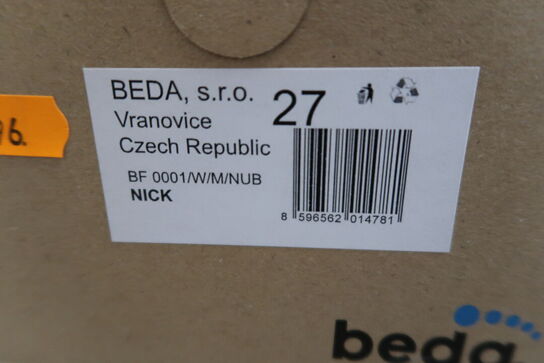 BEDA, s.r.o. 27
Vranovice
Czech Republic
BF 0001/W/M/NUB
NICK
8 596562 014781
beda